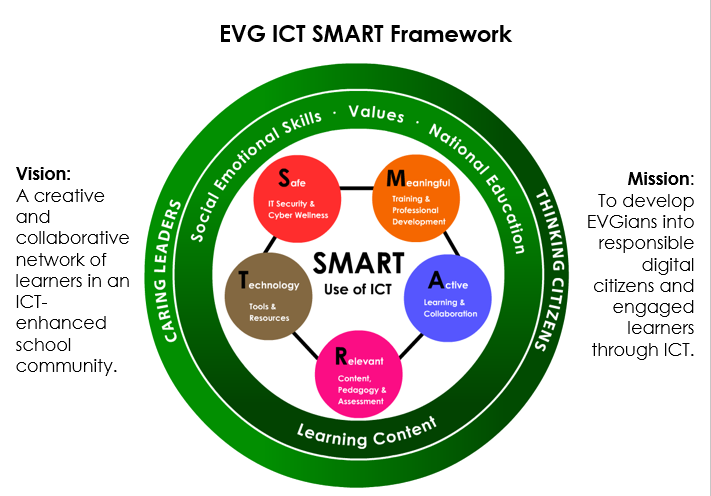 EVG ICT SMART Framework
Vision:
A creative
and
collaborative
network of
learners in an
ICT-
enhanced
school
community.
CARING LEADERS
Social Emotional Skills · Values · National Education
THINKING CITIZENS
Safe
IT Security &
Cyber Wellness
Meaningful
Training &
Professional
Development
SMART
Use of ICT
Technology
Tools &
Resources
Active
Learning &
Collaboration
Relevant
Content,
Pedagogy &
Assessment
Learning Content
Mission:
To develop
EVGians into
responsible
digital
citizens and
engaged
learners
through ICT.